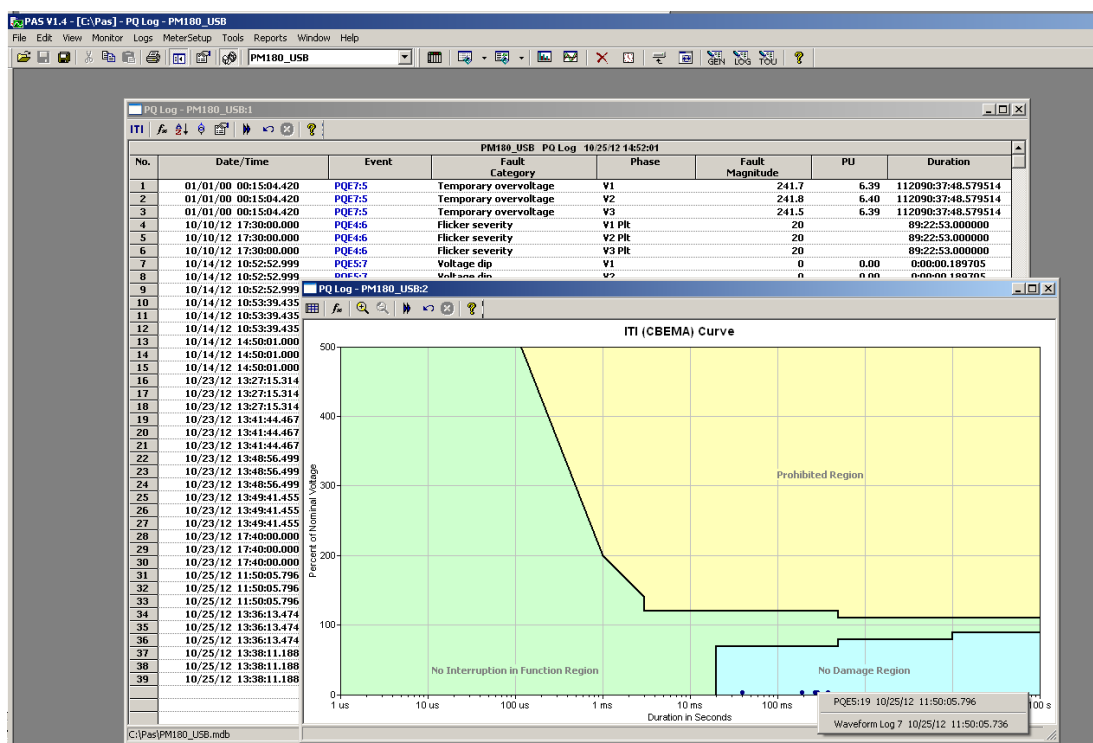 PAS V1.4 - [C:\Pas] - PQ Log - PM180_USB
File Edit View Monitor Logs MeterSetup Tools Reports Window Help
PM180_USB
GEN LOG TOU
PQ Log - PM180_USB:1
ITI
PM180_USB PQ Log 10/25/12 14:52:01
No. Date/Time Event Fault Category Phase Fault Magnitude PU Duration
1 01/01/00 00:15:04.420 PQE7:5 Temporary overvoltage V1 241.7 6.39 112090:37:48.579514
2 01/01/00 00:15:04.420 PQE7:5 Temporary overvoltage V2 241.8 6.40 112090:37:48.579514
3 01/01/00 00:15:04.420 PQE7:5 Temporary overvoltage V3 241.5 6.39 112090:37:48.579514
4 10/10/12 17:30:00.000 PQE4:6 Flicker severity V1 Plt 20 89:22:53.000000
5 10/10/12 17:30:00.000 PQE4:6 Flicker severity V2 Plt 20 89:22:53.000000
6 10/10/12 17:30:00.000 PQE4:6 Flicker severity V3 Plt 20 89:22:53.000000
7 10/14/12 10:52:52.999 PQE5:7 Voltage dip V1 0 0.00 0:00:00.189705
8 10/14/12 10:52:52.999 PQE5:7 Voltage dip V2 0 0.00 0:00:00.189705
9 10/14/12 10:52:52.999
10 10/14/12 10:53:39.435
11 10/14/12 10:53:39.435
12 10/14/12 10:53:39.435
13 10/14/12 14:50:01.000
14 10/14/12 14:50:01.000
15 10/14/12 14:50:01.000
16 10/23/12 13:27:15.314
17 10/23/12 13:27:15.314
18 10/23/12 13:27:15.314
19 10/23/12 13:41:44.467
20 10/23/12 13:41:44.467
21 10/23/12 13:41:44.467
22 10/23/12 13:48:56.499
23 10/23/12 13:48:56.499
24 10/23/12 13:48:56.499
25 10/23/12 13:49:41.455
26 10/23/12 13:49:41.455
27 10/23/12 13:49:41.455
28 10/23/12 17:40:00.000
29 10/23/12 17:40:00.000
30 10/23/12 17:40:00.000
31 10/25/12 11:50:05.796
32 10/25/12 11:50:05.796
33 10/25/12 11:50:05.796
34 10/25/12 13:36:13.474
35 10/25/12 13:36:13.474
36 10/25/12 13:36:13.474
37 10/25/12 13:38:11.188
38 10/25/12 13:38:11.188
39 10/25/12 13:38:11.188
C:\Pas\PM180_USB.mdb
PQ Log - PM180_USB:2
ITI (CBEMA) Curve
Percent of Nominal Voltage
500
400
300
200
100
0
Prohibited Region
No Interruption in Function Region
No Damage Region
1 us 10 us 100 us 1 ms 10 ms 100 ms 100 s
Duration in Seconds
PQE5:19 10/25/12 11:50:05.796
Waveform Log 7 10/25/12 11:50:05.736